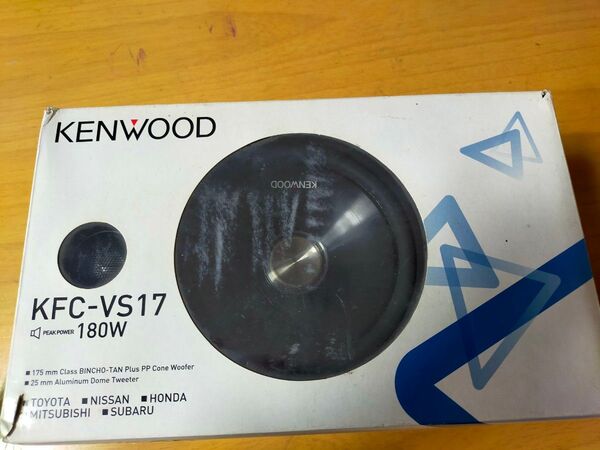 KENWOOD
KENWOOD
KFC-VS17
PEAK POWER 180W
■ 175 mm Class BINCHO-TAN Plus PP Cone Woofer
■ 25 mm Aluminum Dome Tweeter
TOYOTA ■ NISSAN ■ HONDA
MITSUBISHI ■ SUBARU